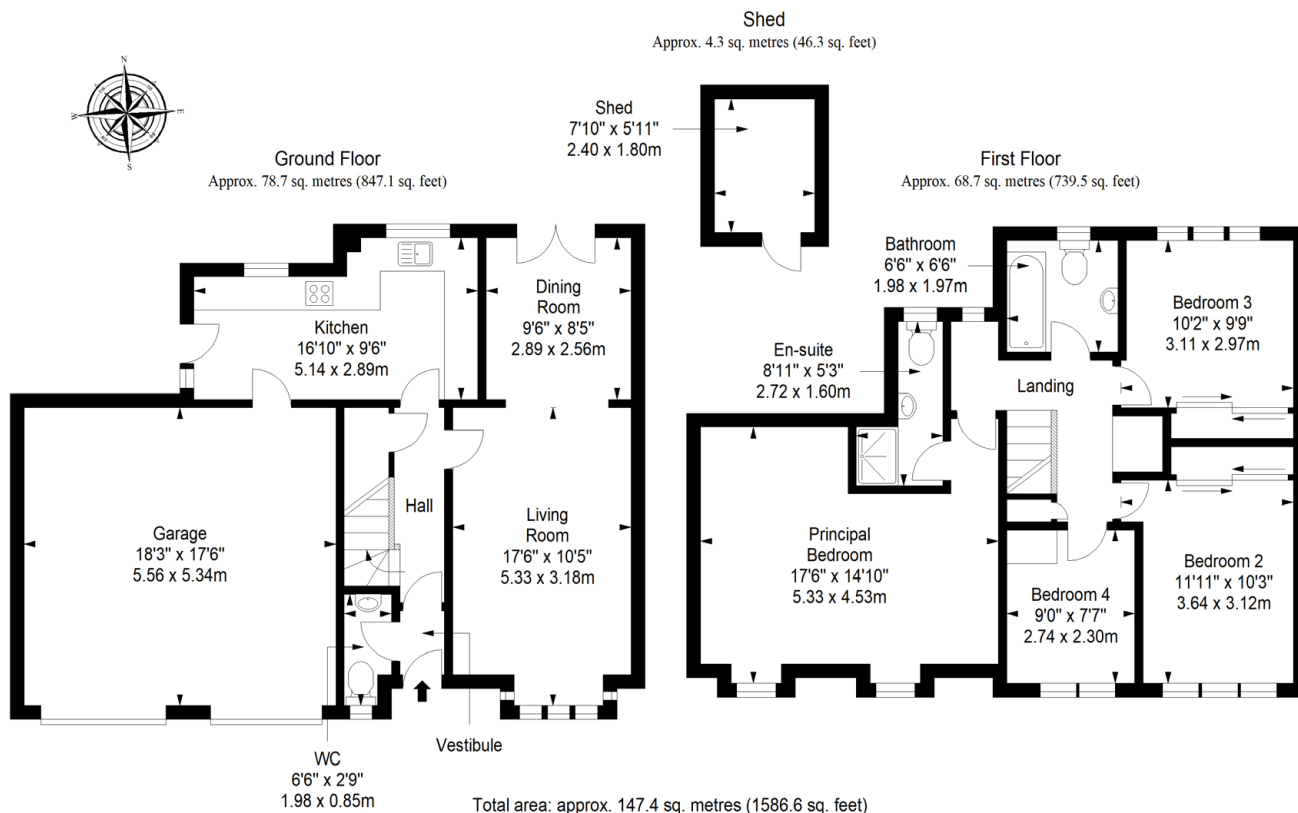 Shed
Approx. 4.3 sq. metres (46.3 sq. feet)
Shed
7'10" x 5'11"
2.40 x 1.80m
N
E
S
W
Ground Floor
Approx. 78.7 sq. metres (847.1 sq. feet)
Kitchen
16'10" x 9'6"
5.14 x 2.89m
Dining
Room
9'6" x 8'5"
2.89 x 2.56m
Garage
18'3" x 17'6"
5.56 x 5.34m
Hall
Living
Room
17'6" x 10'5"
5.33 x 3.18m
Vestibule
WC
6'6" x 2'9"
1.98 x 0.85m
First Floor
Approx. 68.7 sq. metres (739.5 sq. feet)
Bathroom
6'6" x 6'6"
1.98 x 1.97m
Bedroom 3
10'2" x 9'9"
3.11 x 2.97m
En-suite
8'11" x 5'3"
2.72 x 1.60m
Landing
Principal
Bedroom
17'6" x 14'10"
5.33 x 4.53m
Bedroom 4
9'0" x 7'7"
2.74 x 2.30m
Bedroom 2
11'11" x 10'3"
3.64 x 3.12m
Total area: approx. 147.4 sq. metres (1586.6 sq. feet)